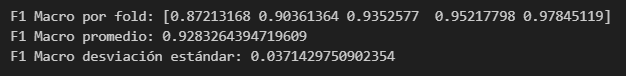 F1 Macro por fold: [0.87213168 0.90361364 0.9352577  0.95217798 0.97845119]
F1 Macro promedio: 0.9283264394719609
F1 Macro desviación estándar: 0.0371429750902354